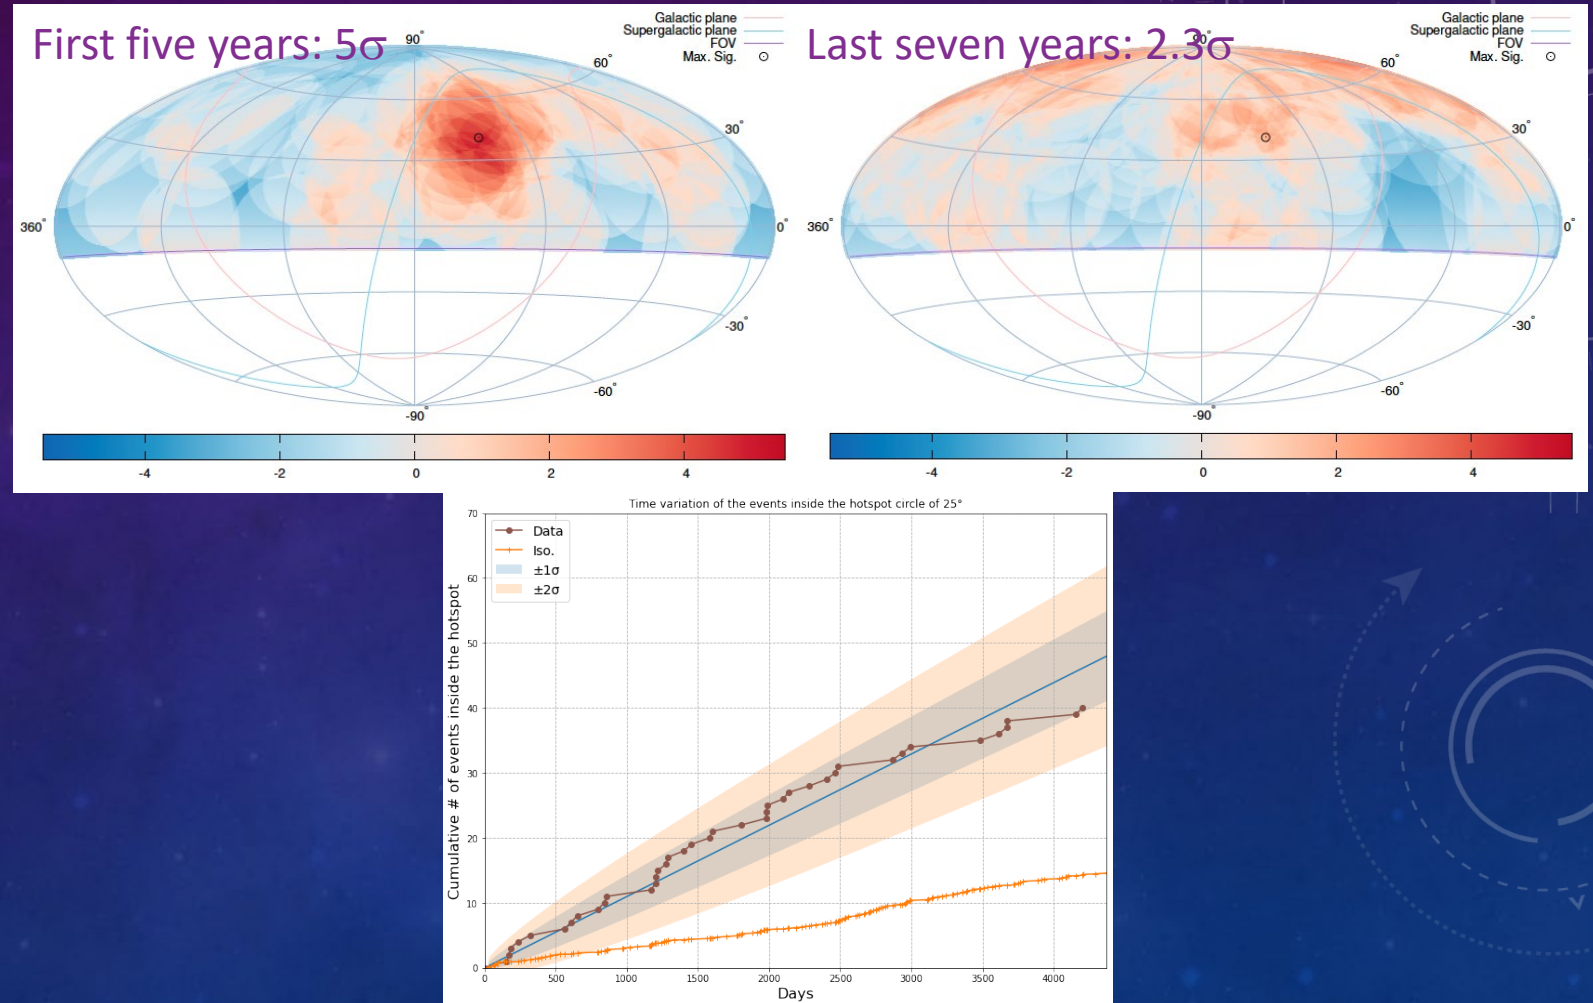 First five years: 5σ
Galactic plane
Supergalactic plane
FOV
Max. Sig.
90°
60°
30°
360°
0°
-30°
-60°
-90°
-4 -2 0 2 4
Last seven years: 2.3σ
Galactic plane
Supergalactic plane
FOV
Max. Sig.
90°
60°
30°
360°
0°
-30°
-60°
-90°
-4 -2 0 2 4
Time variation of the events inside the hotspot circle of 25°
Data
Iso.
±1σ
±2σ
Cumulative # of events inside the hotspot
70
60
50
40
30
20
10
0
0 500 1000 1500 2000 2500 3000 3500 4000
Days